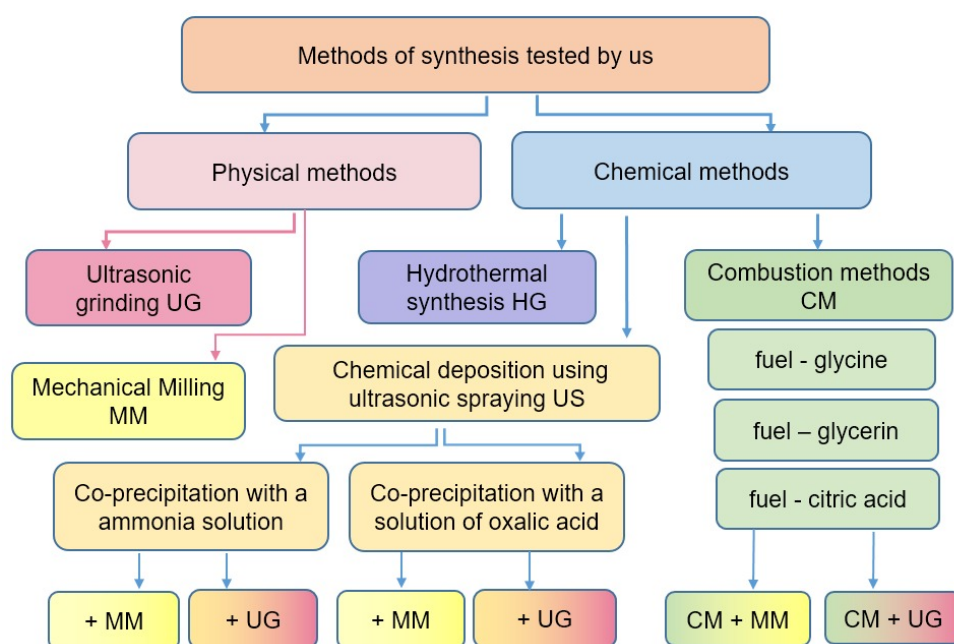 Methods of synthesis tested by us
Physical methods
Chemical methods
Ultrasonic
grinding UG
Hydrothermal
synthesis HG
Combustion methods
CM
Mechanical Milling
MM
Chemical deposition using
ultrasonic spraying US
fuel - glycine
fuel – glycerin
fuel - citric acid
Co-precipitation with a
ammonia solution
Co-precipitation with a
solution of oxalic acid
+ MM
+ UG
+ MM
+ UG
CM + MM
CM + UG